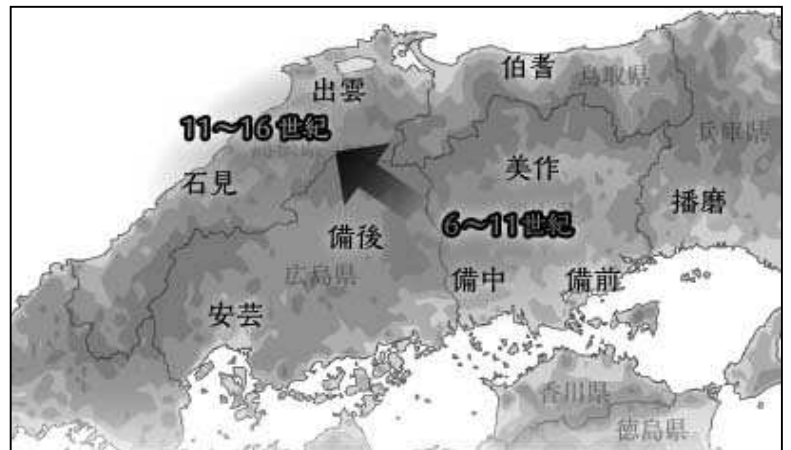 伯耆
鳥取県
出雲
兵庫県
11〜16世紀
美作
石見
播磨
6〜11世紀
備後
広島県
備中
備前
安芸
香川県
徳島県